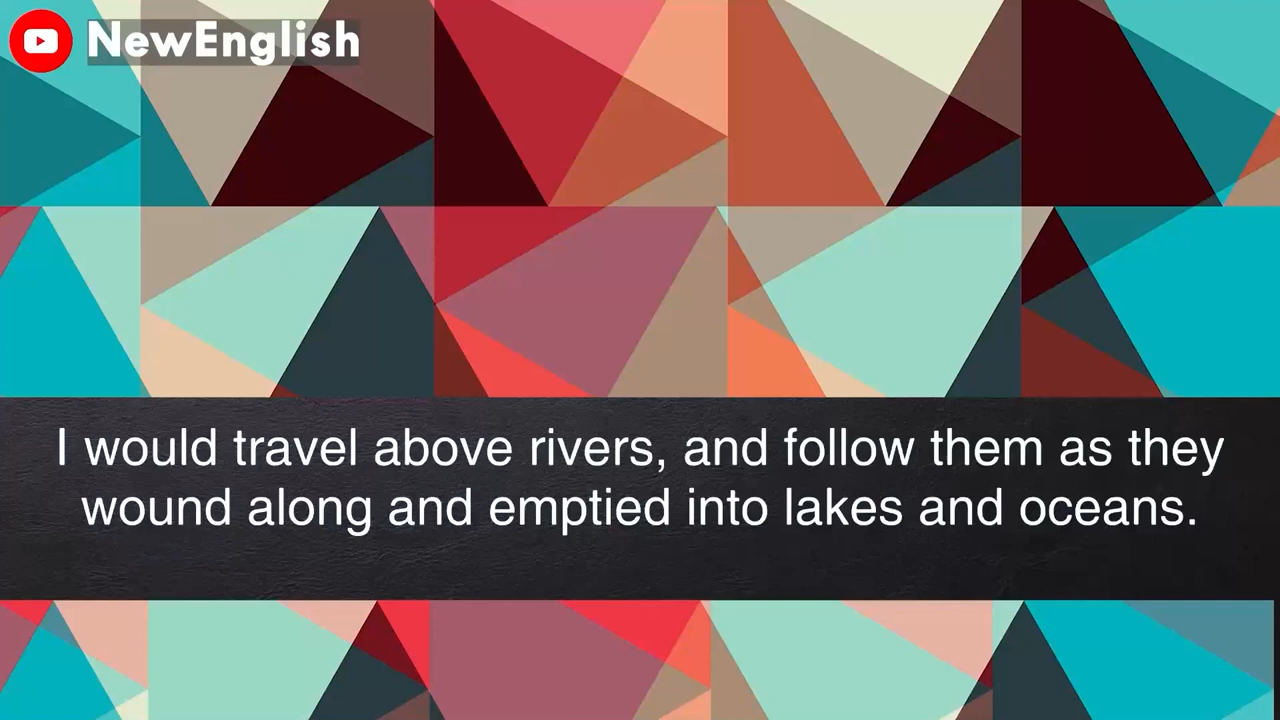 NewEnglish
I would travel above rivers, and follow them as they
wound along and emptied into lakes and oceans.